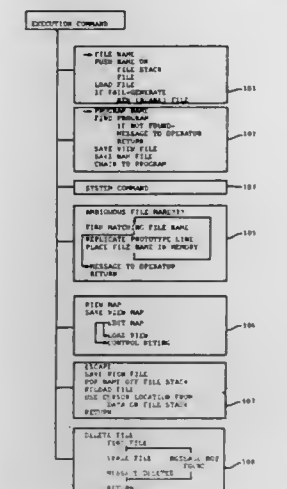 EXECUTION COMMAND
FILE NAME
PUSH NAME ON
FILE STACK
FILE
LOAD FILE
IF FAIL-GENERATE
FILE
101
PROGRAM NAME
FIND PROGRAM
IF NOT FOUND-
MESSAGE TO OPERATOR
RETURN
SAVE VIEW FILE
SAVE MAP FILE
CHAIN TO PROGRAM
102
SYSTEM COMMAND
AMBIGUOUS FILE NAME???
FIND MATCHING FILE NAME
REPLICATE PROTOTYPE LINE
PLACE FILE NAME IN MEMORY
MESSAGE TO OPERATOR
RETURN
105
VIEW MAP
SAVE VIEW MAP
EDIT MAP
LOAD VIEW
CONTROL
106
ESCAPE
SAVE VIEW FILE
POP NAME OFF FILE STACK
RELOAD FILE
USE CURSOR LOCATION FROM
DATA ON FILE STACK
RETURN
107
DELETE FILE
FIND FILE
ERASE FILE MESSAGE NOT
FOUND
MESSAGE DELETED
RETURN
108